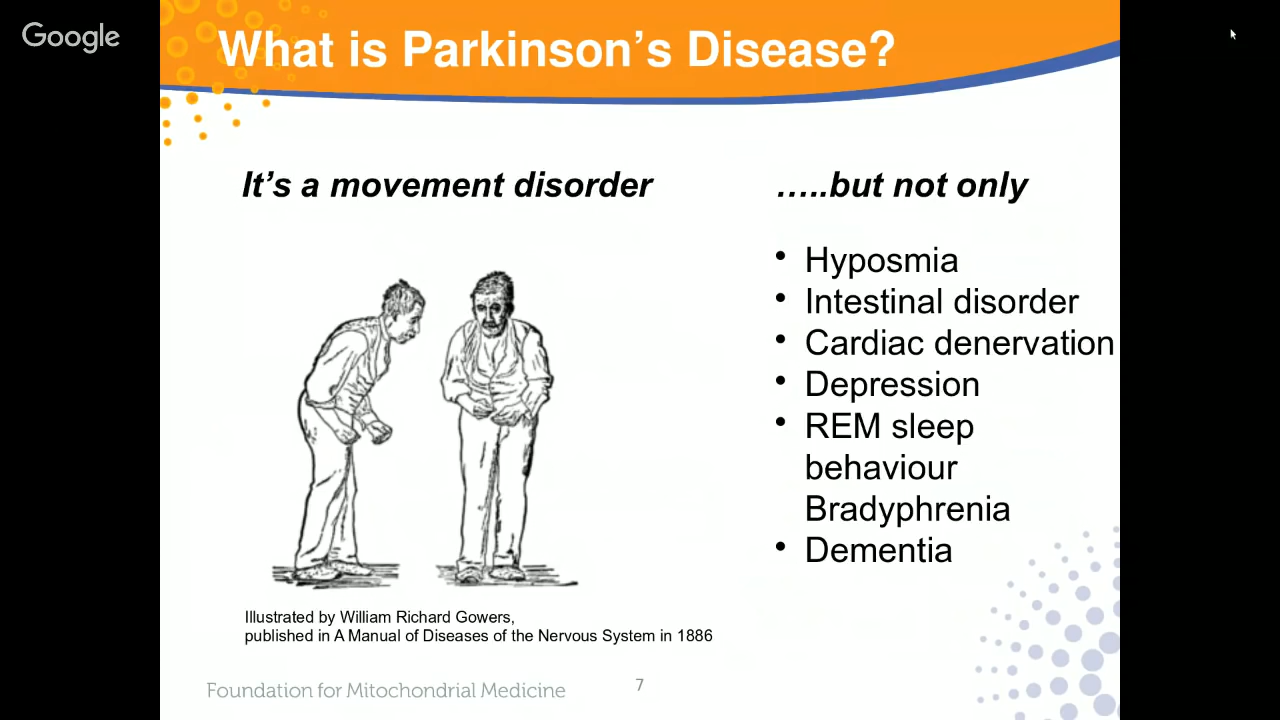 Google
What is Parkinson's Disease?
It's a movement disorder
.....but not only
• Hyposmia
• Intestinal disorder
• Cardiac denervation
• Depression
• REM sleep
behaviour
Bradyphrenia
• Dementia
Illustrated by William Richard Gowers,
published in A Manual of Diseases of the Nervous System in 1886
Foundation for Mitochondrial Medicine
7